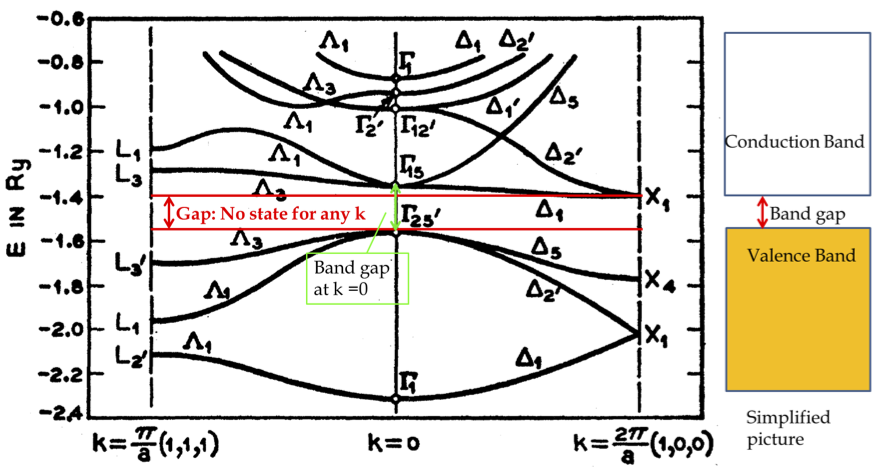 E IN Ry
-0.6
-0.8
-1.0
-1.2
-1.4
-1.6
-1.8
-2.0
-2.2
-2.4
Λ₁
Γ₁
Δ₁
Δ₂'
Λ₃
Γ₂'
Γ₁₂'
Δ₁'
Δ₅
L₁
Λ₁
Δ₂'
L₃
Γ₁₅
Λ₃
X₁
Gap: No state for any k
Γ₂₅'
Δ₁
Λ₃
Band gap
at k =0
Δ₅
L₃'
Λ₁
Δ₂'
X₄
L₁
X₁
L₂'
Λ₁
Γ₁
Δ₁
k=π/a(1,1,1)
k=0
k=2π/a(1,0,0)
Conduction Band
Band gap
Valence Band
Simplified
picture